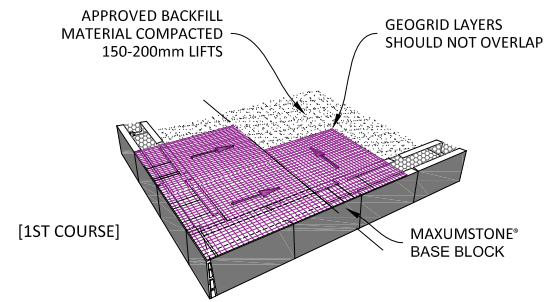 APPROVED BACKFILL
MATERIAL COMPACTED
150-200mm LIFTS
GEOGRID LAYERS
SHOULD NOT OVERLAP
[1ST COURSE]
MAXUMSTONE®
BASE BLOCK